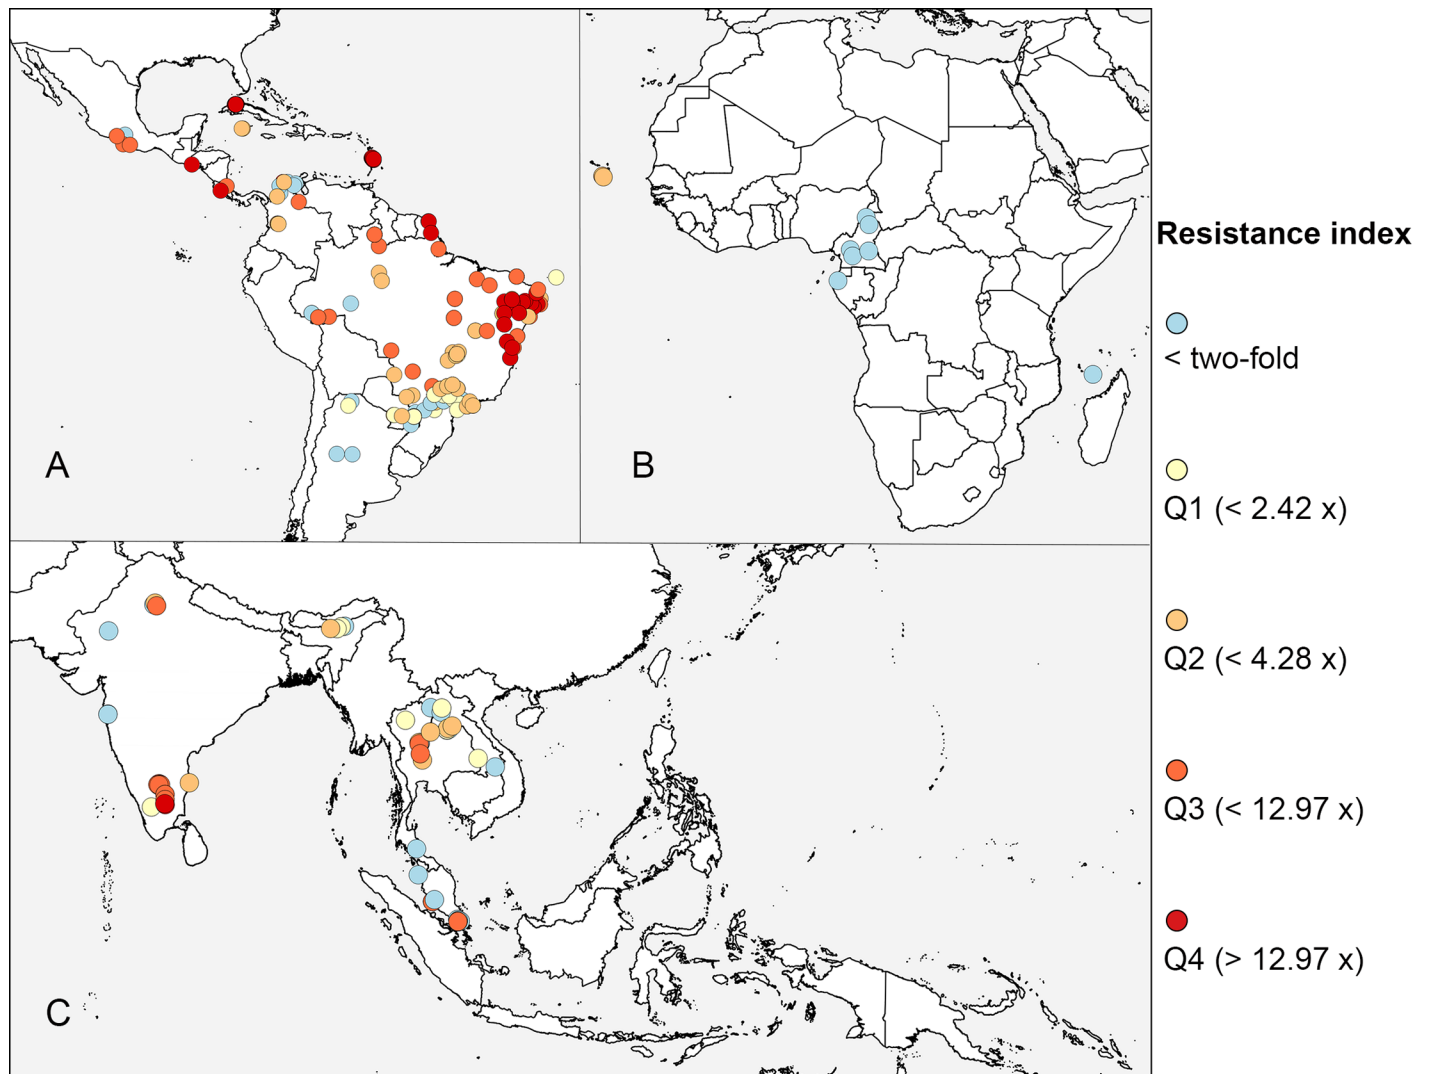 A
B
C
Resistance index
< two-fold
Q1 (< 2.42 x)
Q2 (< 4.28 x)
Q3 (< 12.97 x)
Q4 (> 12.97 x)